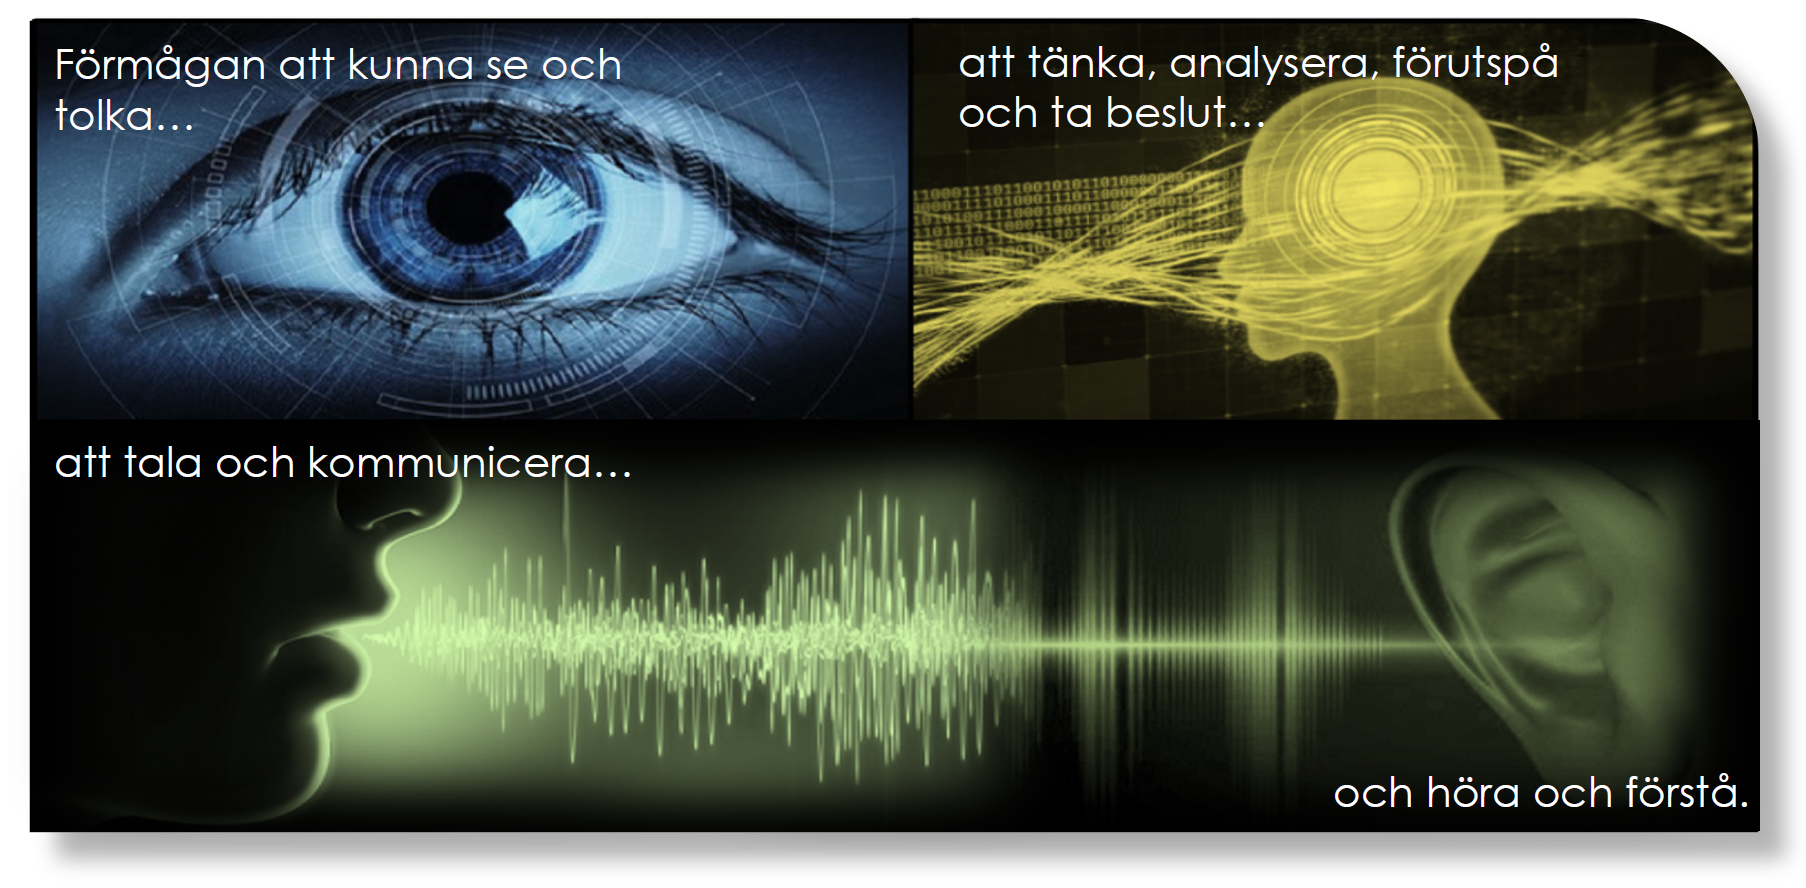 Förmågan att kunna se och
tolka…
att tänka, analysera, förutspå
och ta beslut…
att tala och kommunicera…
och höra och förstå.